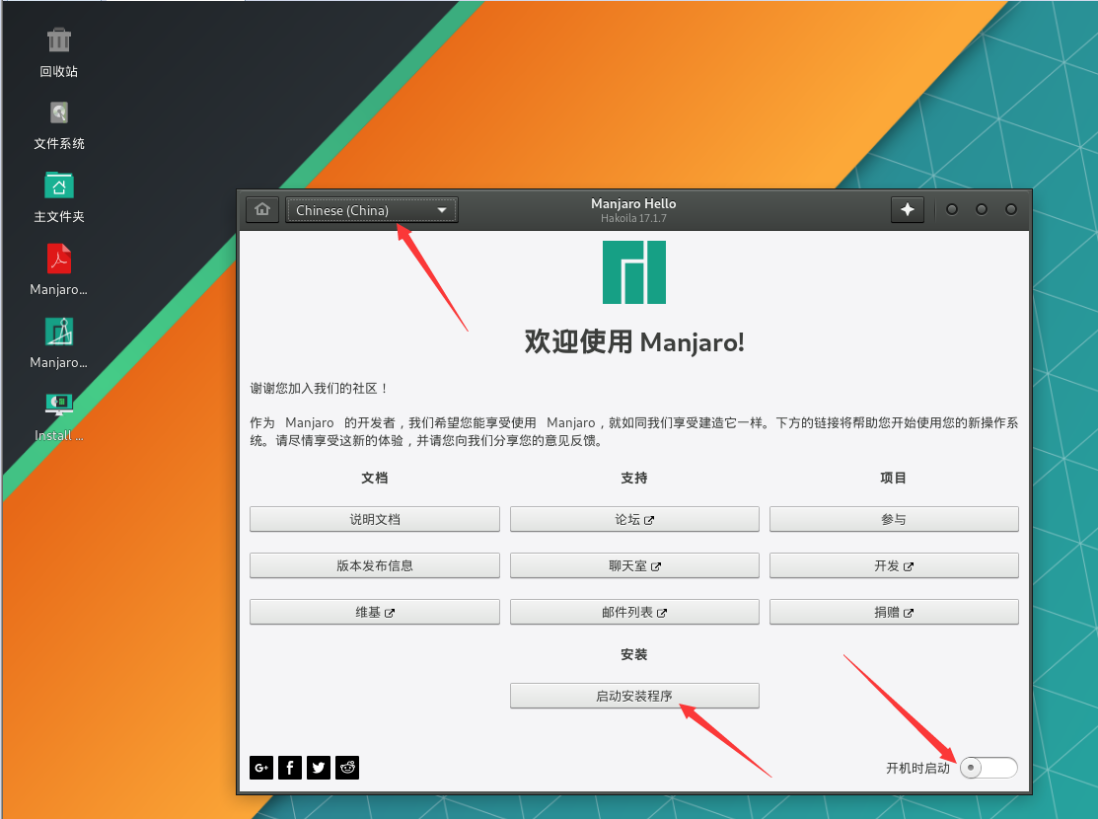 回收站
文件系统
主文件夹
Manjaro...
Manjaro...
Install ...
Chinese (China)
Manjaro Hello
Hakoila 17.1.7
欢迎使用 Manjaro!
谢谢您加入我们的社区！
作为 Manjaro 的开发者，我们希望您能享受使用 Manjaro，就如同我们享受建造它一样。下方的链接将帮助您开始使用您的新操作系
统。请尽情享受这新的体验，并请您向我们分享您的意见反馈。
文档 支持 项目
说明文档 论坛 参与
版本发布信息 聊天室 开发
维基 邮件列表 捐赠
安装
启动安装程序
G+ f
开机时启动